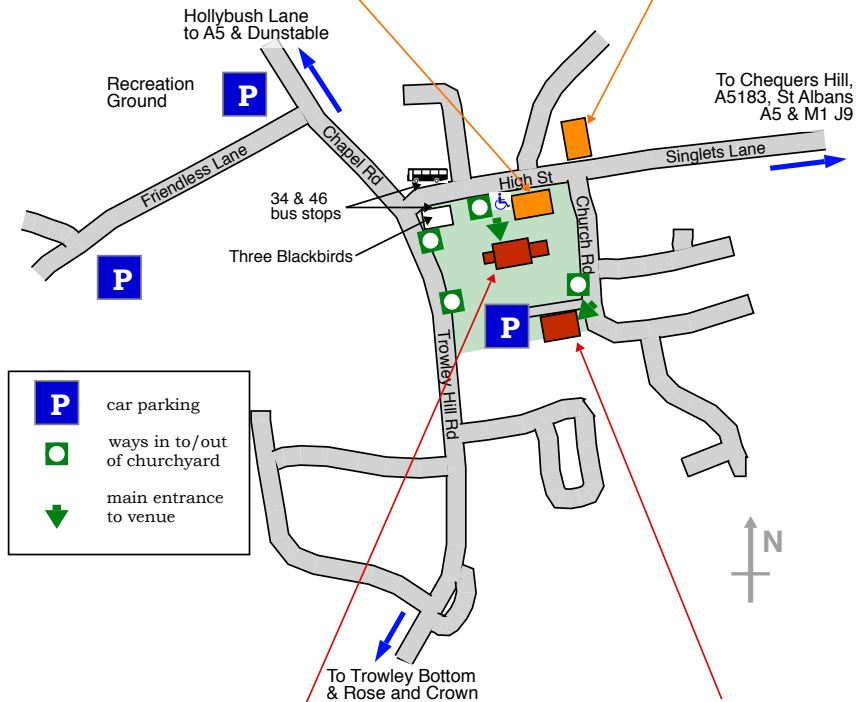 Hollybush Lane
to A5 & Dunstable
Recreation
Ground
P
To Chequers Hill,
A5183, St Albans
A5 & M1 J9
Friendless Lane
Chapel Rd
High St
Singlets Lane
34 & 46
bus stops
Three Blackbirds
Church Rd
P
P
Trowley Hill Rd
P
car parking
ways in to/out
of churchyard
main entrance
to venue
N
To Trowley Bottom
& Rose and Crown